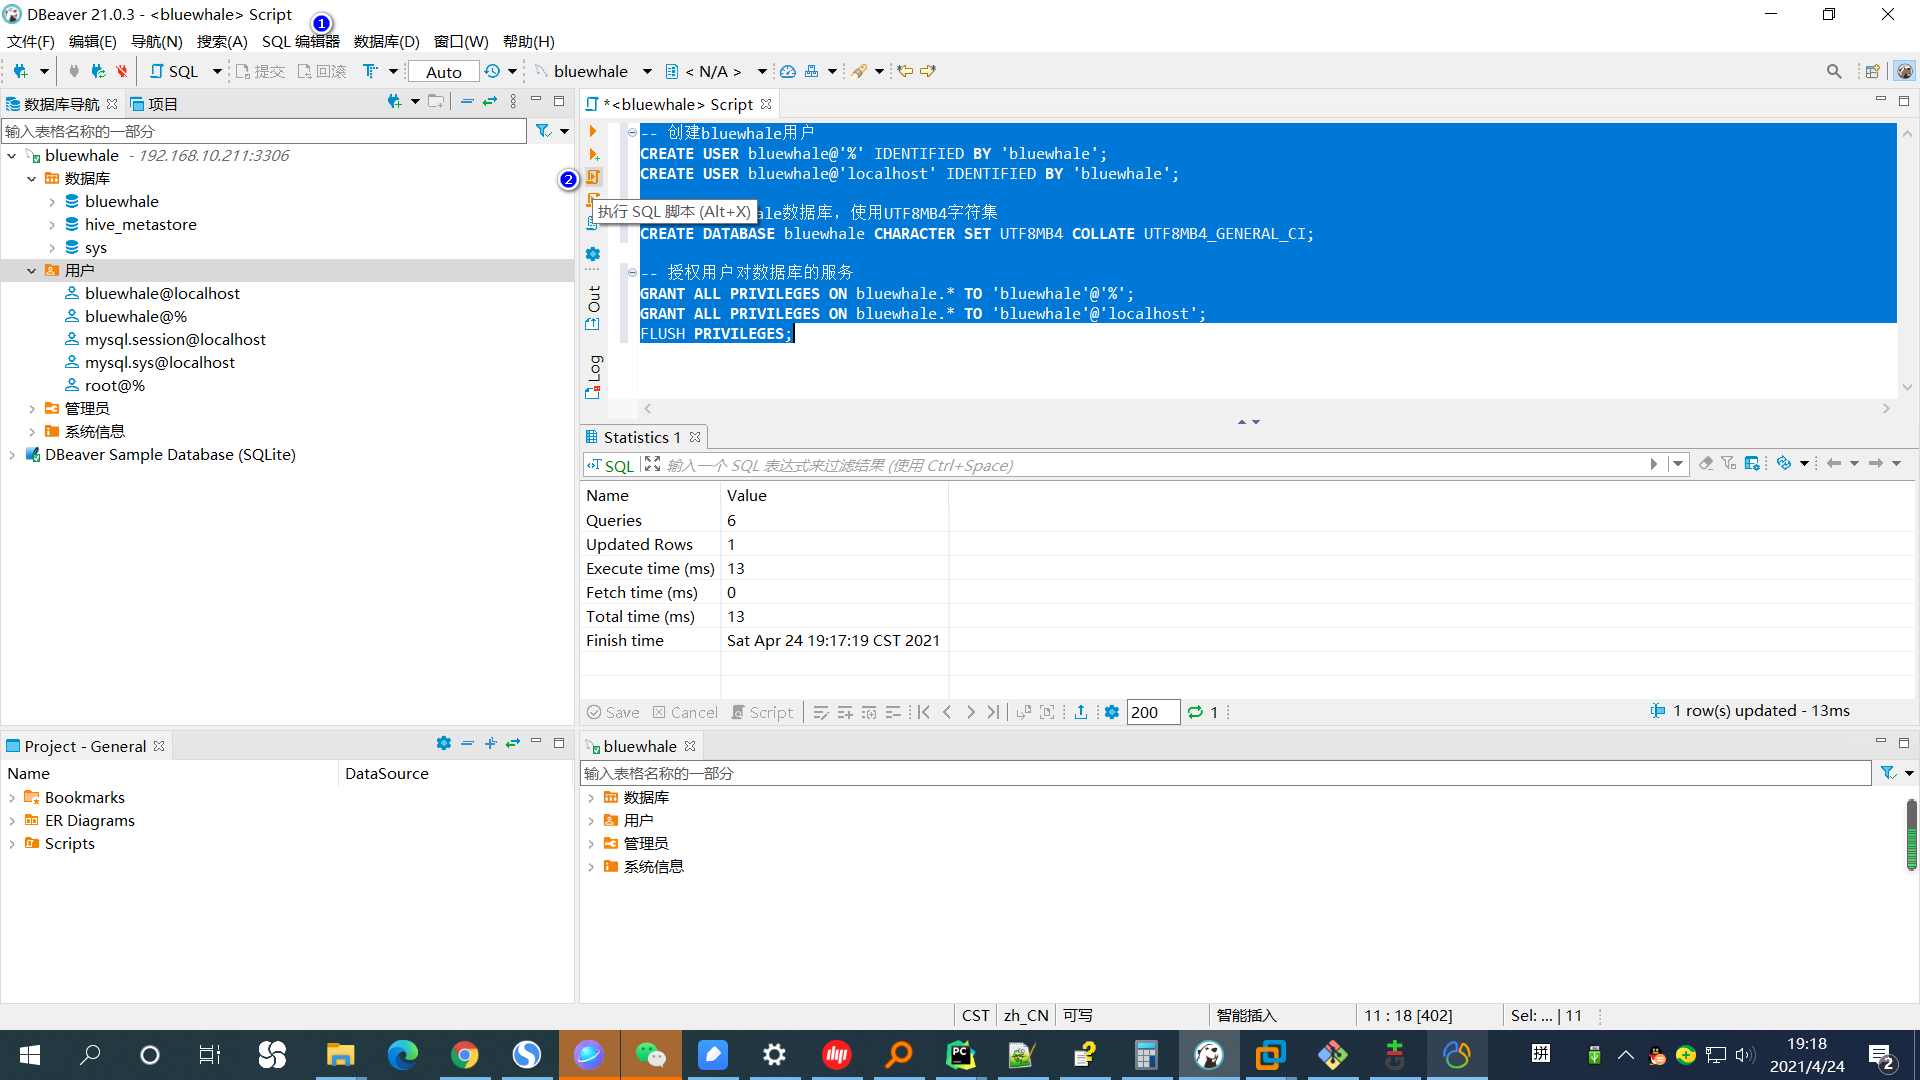 DBeaver 21.0.3 - <bluewhale> Script
1
文件(F) 编辑(E) 导航(N) 搜索(A) SQL 编辑器 数据库(D) 窗口(W) 帮助(H)
SQL 提交 回滚 Auto bluewhale < N/A >
数据库导航 项目
输入表格名称的一部分
bluewhale - 192.168.10.211:3306
数据库
bluewhale
hive_metastore
sys
用户
bluewhale@localhost
bluewhale@%
mysql.session@localhost
mysql.sys@localhost
root@%
管理员
系统信息
DBeaver Sample Database (SQLite)
*<bluewhale> Script
-- 创建bluewhale用户
CREATE USER bluewhale@'%' IDENTIFIED BY 'bluewhale';
CREATE USER bluewhale@'localhost' IDENTIFIED BY 'bluewhale';
2
执行 SQL 脚本 (Alt+X)
ale数据库，使用UTF8MB4字符集
CREATE DATABASE bluewhale CHARACTER SET UTF8MB4 COLLATE UTF8MB4_GENERAL_CI;
-- 授权用户对数据库的服务
GRANT ALL PRIVILEGES ON bluewhale.* TO 'bluewhale'@'%';
GRANT ALL PRIVILEGES ON bluewhale.* TO 'bluewhale'@'localhost';
FLUSH PRIVILEGES;
Out
Log
Statistics 1
SQL 输入一个 SQL 表达式来过滤结果 (使用 Ctrl+Space)
Name Value
Queries 6
Updated Rows 1
Execute time (ms) 13
Fetch time (ms) 0
Total time (ms) 13
Finish time Sat Apr 24 19:17:19 CST 2021
Save Cancel Script 200 1 1 row(s) updated - 13ms
Project - General
Name DataSource
Bookmarks
ER Diagrams
Scripts
bluewhale
输入表格名称的一部分
数据库
用户
管理员
系统信息
CST zh_CN 可写 智能插入 11 : 18 [402] Sel: ... | 11
拼
19:18
2021/4/24
2